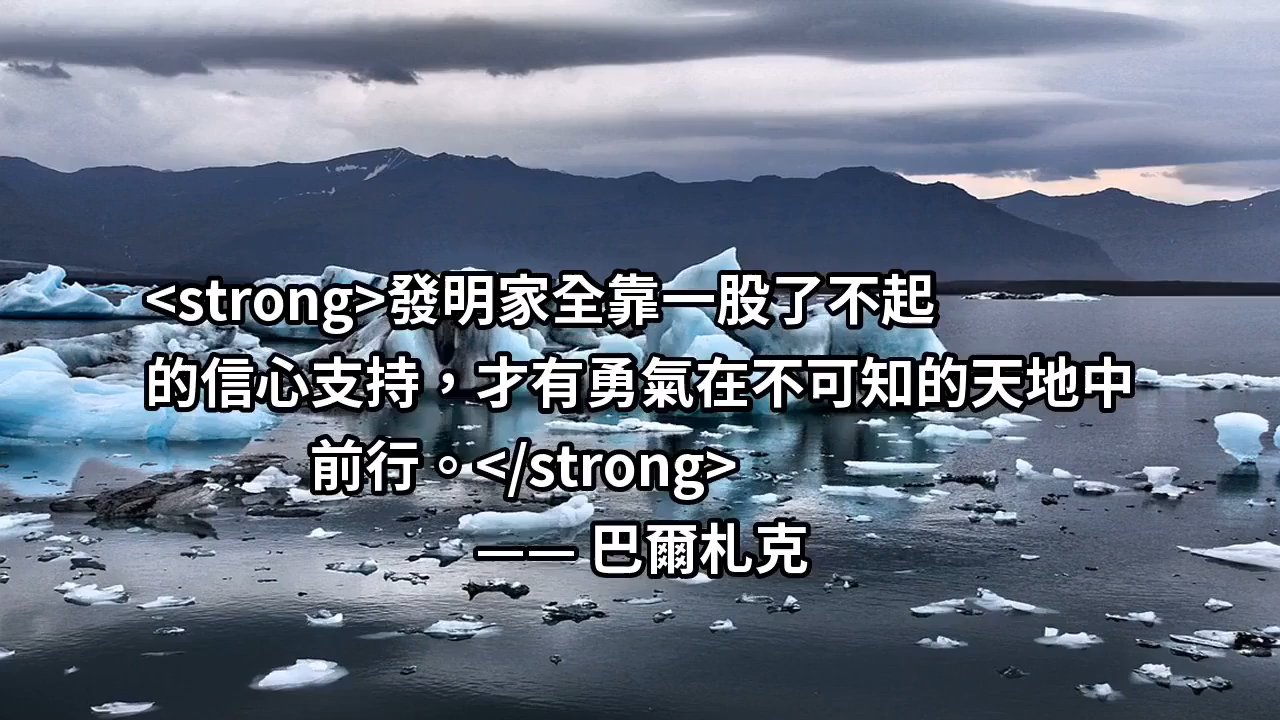 <strong>發明家全靠一股了不起
的信心支持，才有勇氣在不可知的天地中
前行。</strong>
—— 巴爾札克